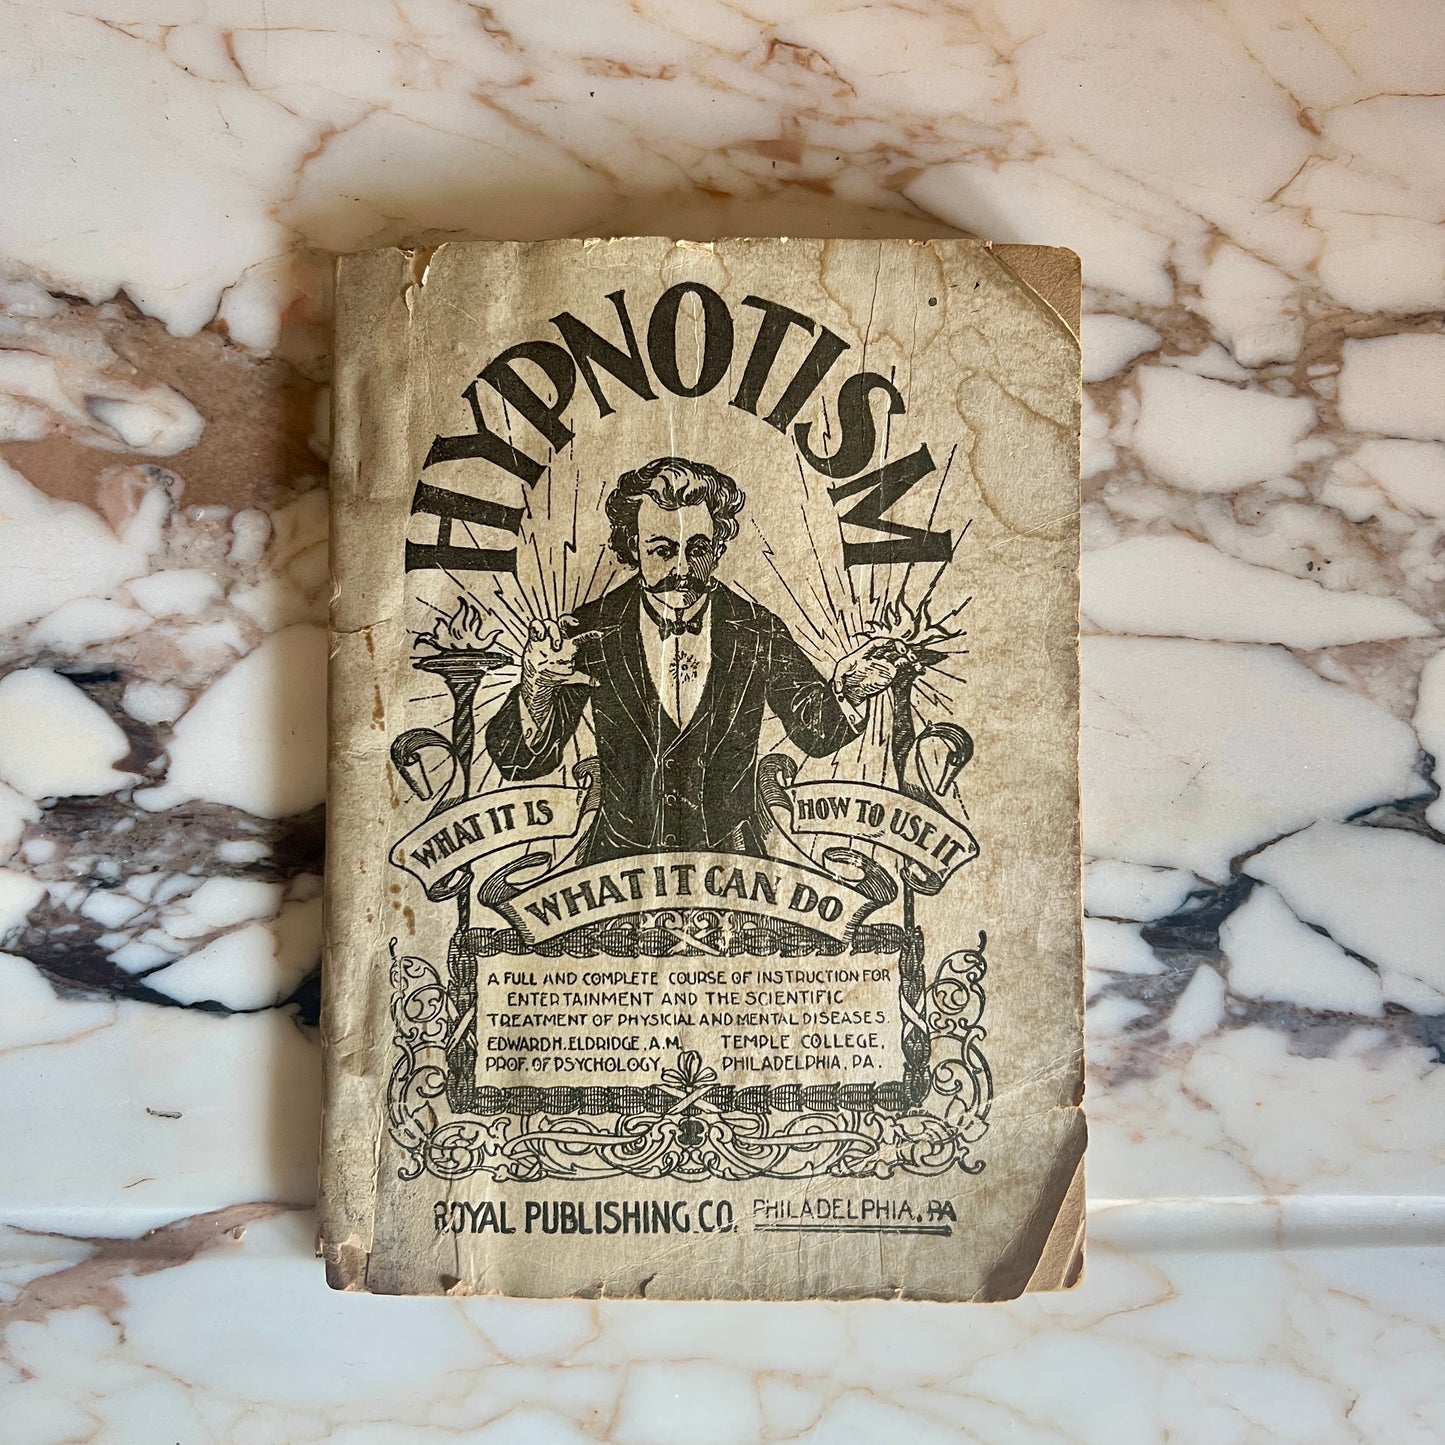 HYPNOTISM
WHAT IT IS
HOW TO USE IT
WHAT IT CAN DO
A FULL AND COMPLETE COURSE OF INSTRUCTION FOR
ENTERTAINMENT AND THE SCIENTIFIC
TREATMENT OF PHYSICIAL AND MENTAL DISEASES.
EDWARD H. ELDRIDGE, A.M. TEMPLE COLLEGE,
PROF. OF PSYCHOLOGY, PHILADELPHIA, PA.
ROYAL PUBLISHING CO. PHILADELPHIA, PA